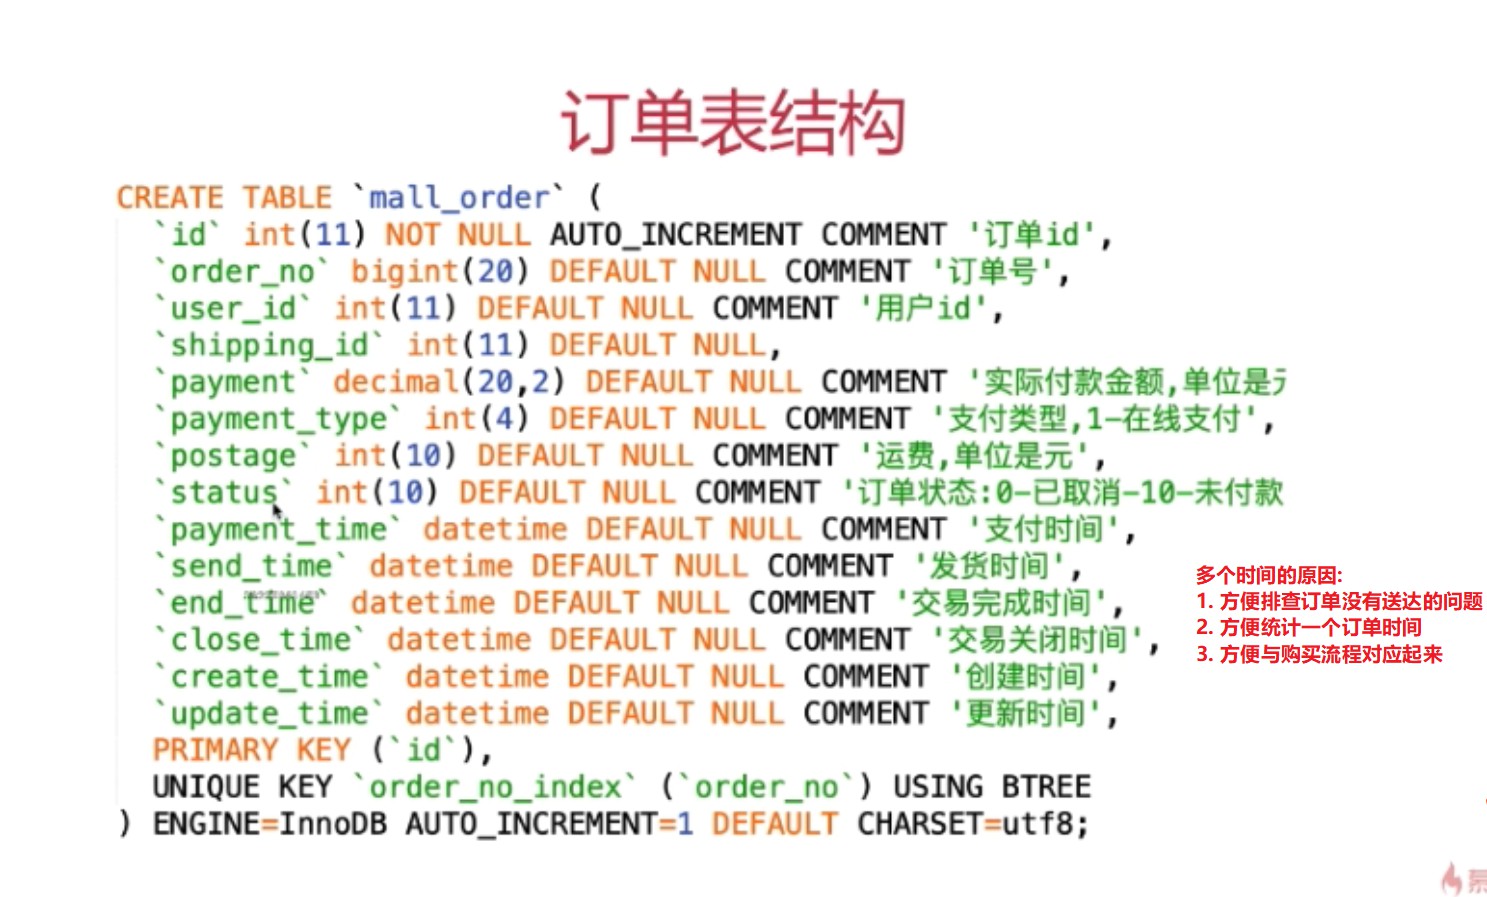 订单表结构
CREATE TABLE `mall_order` (
`id` int(11) NOT NULL AUTO_INCREMENT COMMENT '订单id',
`order_no` bigint(20) DEFAULT NULL COMMENT '订单号',
`user_id` int(11) DEFAULT NULL COMMENT '用户id',
`shipping_id` int(11) DEFAULT NULL,
`payment` decimal(20,2) DEFAULT NULL COMMENT '实际付款金额,单位是元
`payment_type` int(4) DEFAULT NULL COMMENT '支付类型,1-在线支付',
`postage` int(10) DEFAULT NULL COMMENT '运费,单位是元',
`status` int(10) DEFAULT NULL COMMENT '订单状态:0-已取消-10-未付款
`payment_time` datetime DEFAULT NULL COMMENT '支付时间',
`send_time` datetime DEFAULT NULL COMMENT '发货时间',
`end_time` datetime DEFAULT NULL COMMENT '交易完成时间',
`close_time` datetime DEFAULT NULL COMMENT '交易关闭时间',
`create_time` datetime DEFAULT NULL COMMENT '创建时间',
`update_time` datetime DEFAULT NULL COMMENT '更新时间',
PRIMARY KEY (`id`),
UNIQUE KEY `order_no_index` (`order_no`) USING BTREE
) ENGINE=InnoDB AUTO_INCREMENT=1 DEFAULT CHARSET=utf8;
多个时间的原因:
1. 方便排查订单没有送达的问题
2. 方便统计一个订单时间
3. 方便与购买流程对应起来